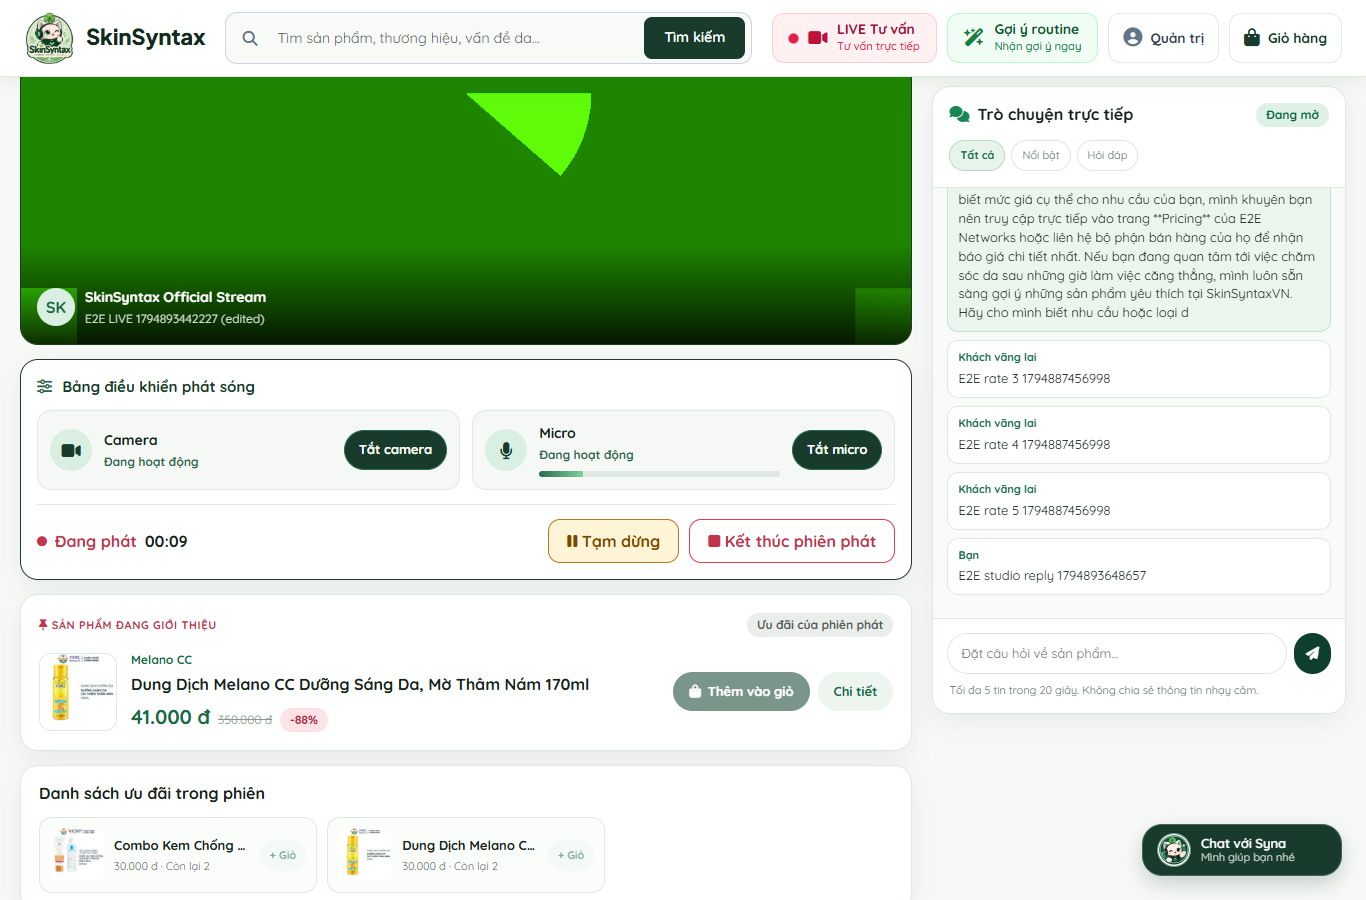 SkinSyntax
SkinSyntax
Tìm sản phẩm, thương hiệu, vấn đề da...
Tìm kiếm
LIVE Tư vấn
Tư vấn trực tiếp
Gợi ý routine
Nhận gợi ý ngay
Quản trị
Giỏ hàng
SK
SkinSyntax Official Stream
E2E LIVE 1794893442227 (edited)
Bảng điều khiển phát sóng
Camera
Đang hoạt động
Tắt camera
Micro
Đang hoạt động
Tắt micro
Đang phát 00:09
Tạm dừng
Kết thúc phiên phát
SẢN PHẨM ĐANG GIỚI THIỆU
Ưu đãi của phiên phát
Melano CC
Dung Dịch Melano CC Dưỡng Sáng Da, Mờ Thâm Nám 170ml
41.000 đ 350.000 đ -88%
Thêm vào giỏ
Chi tiết
Danh sách ưu đãi trong phiên
Combo Kem Chống ...
30.000 đ · Còn lại 2
+ Giỏ
Dung Dịch Melano C...
30.000 đ · Còn lại 2
+ Giỏ
Trò chuyện trực tiếp
Đang mở
Tất cả
Nổi bật
Hỏi đáp
biết mức giá cụ thể cho nhu cầu của bạn, mình khuyên bạn
nên truy cập trực tiếp vào trang **Pricing** của E2E
Networks hoặc liên hệ bộ phận bán hàng của họ để nhận
báo giá chi tiết nhất. Nếu bạn đang quan tâm tới việc chăm
sóc da sau những giờ làm việc căng thẳng, mình luôn sẵn
sàng gợi ý những sản phẩm yêu thích tại SkinSyntaxVN.
Hãy cho mình biết nhu cầu hoặc loại d
Khách vãng lai
E2E rate 3 1794887456998
Khách vãng lai
E2E rate 4 1794887456998
Khách vãng lai
E2E rate 5 1794887456998
Bạn
E2E studio reply 1794893648657
Đặt câu hỏi về sản phẩm...
Tối đa 5 tin trong 20 giây. Không chia sẻ thông tin nhạy cảm.
Chat với Syna
Mình giúp bạn nhé